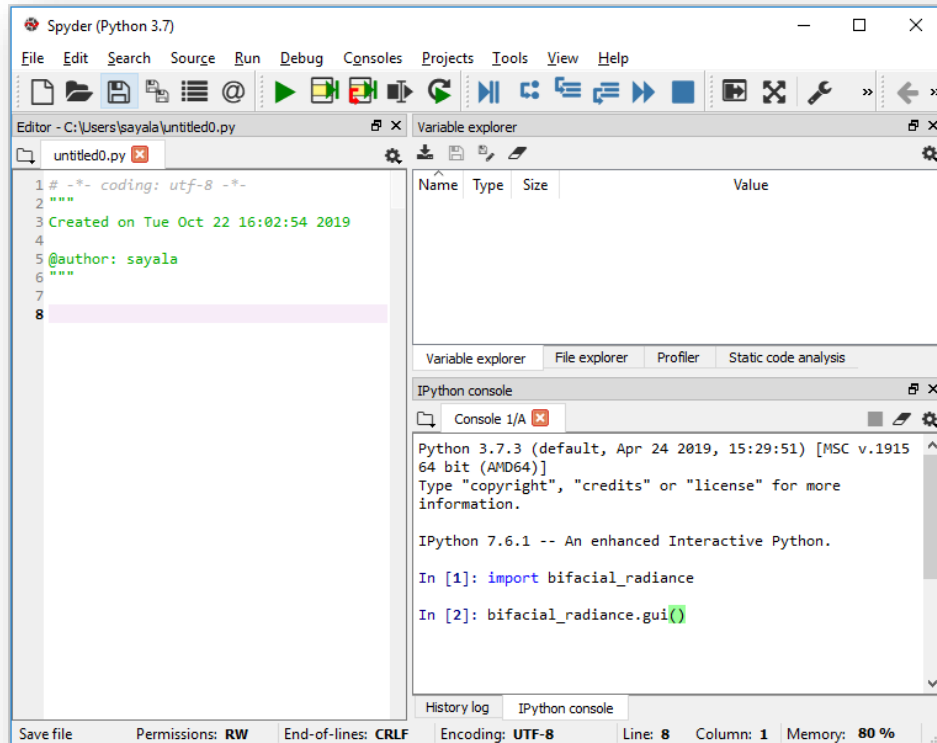 Spyder (Python 3.7)
File Edit Search Source Run Debug Consoles Projects Tools View Help
Editor - C:\Users\sayala\untitled0.py
untitled0.py
1 # -*- coding: utf-8 -*-
2 """
3 Created on Tue Oct 22 16:02:54 2019
4
5 @author: sayala
6 """
7
8
Variable explorer
Name Type Size Value
Variable explorer File explorer Profiler Static code analysis
IPython console
Console 1/A
Python 3.7.3 (default, Apr 24 2019, 15:29:51) [MSC v.1915
64 bit (AMD64)]
Type "copyright", "credits" or "license" for more
information.
IPython 7.6.1 -- An enhanced Interactive Python.
In [1]: import bifacial_radiance
In [2]: bifacial_radiance.gui()
History log IPython console
Save file Permissions: RW End-of-lines: CRLF Encoding: UTF-8 Line: 8 Column: 1 Memory: 80 %